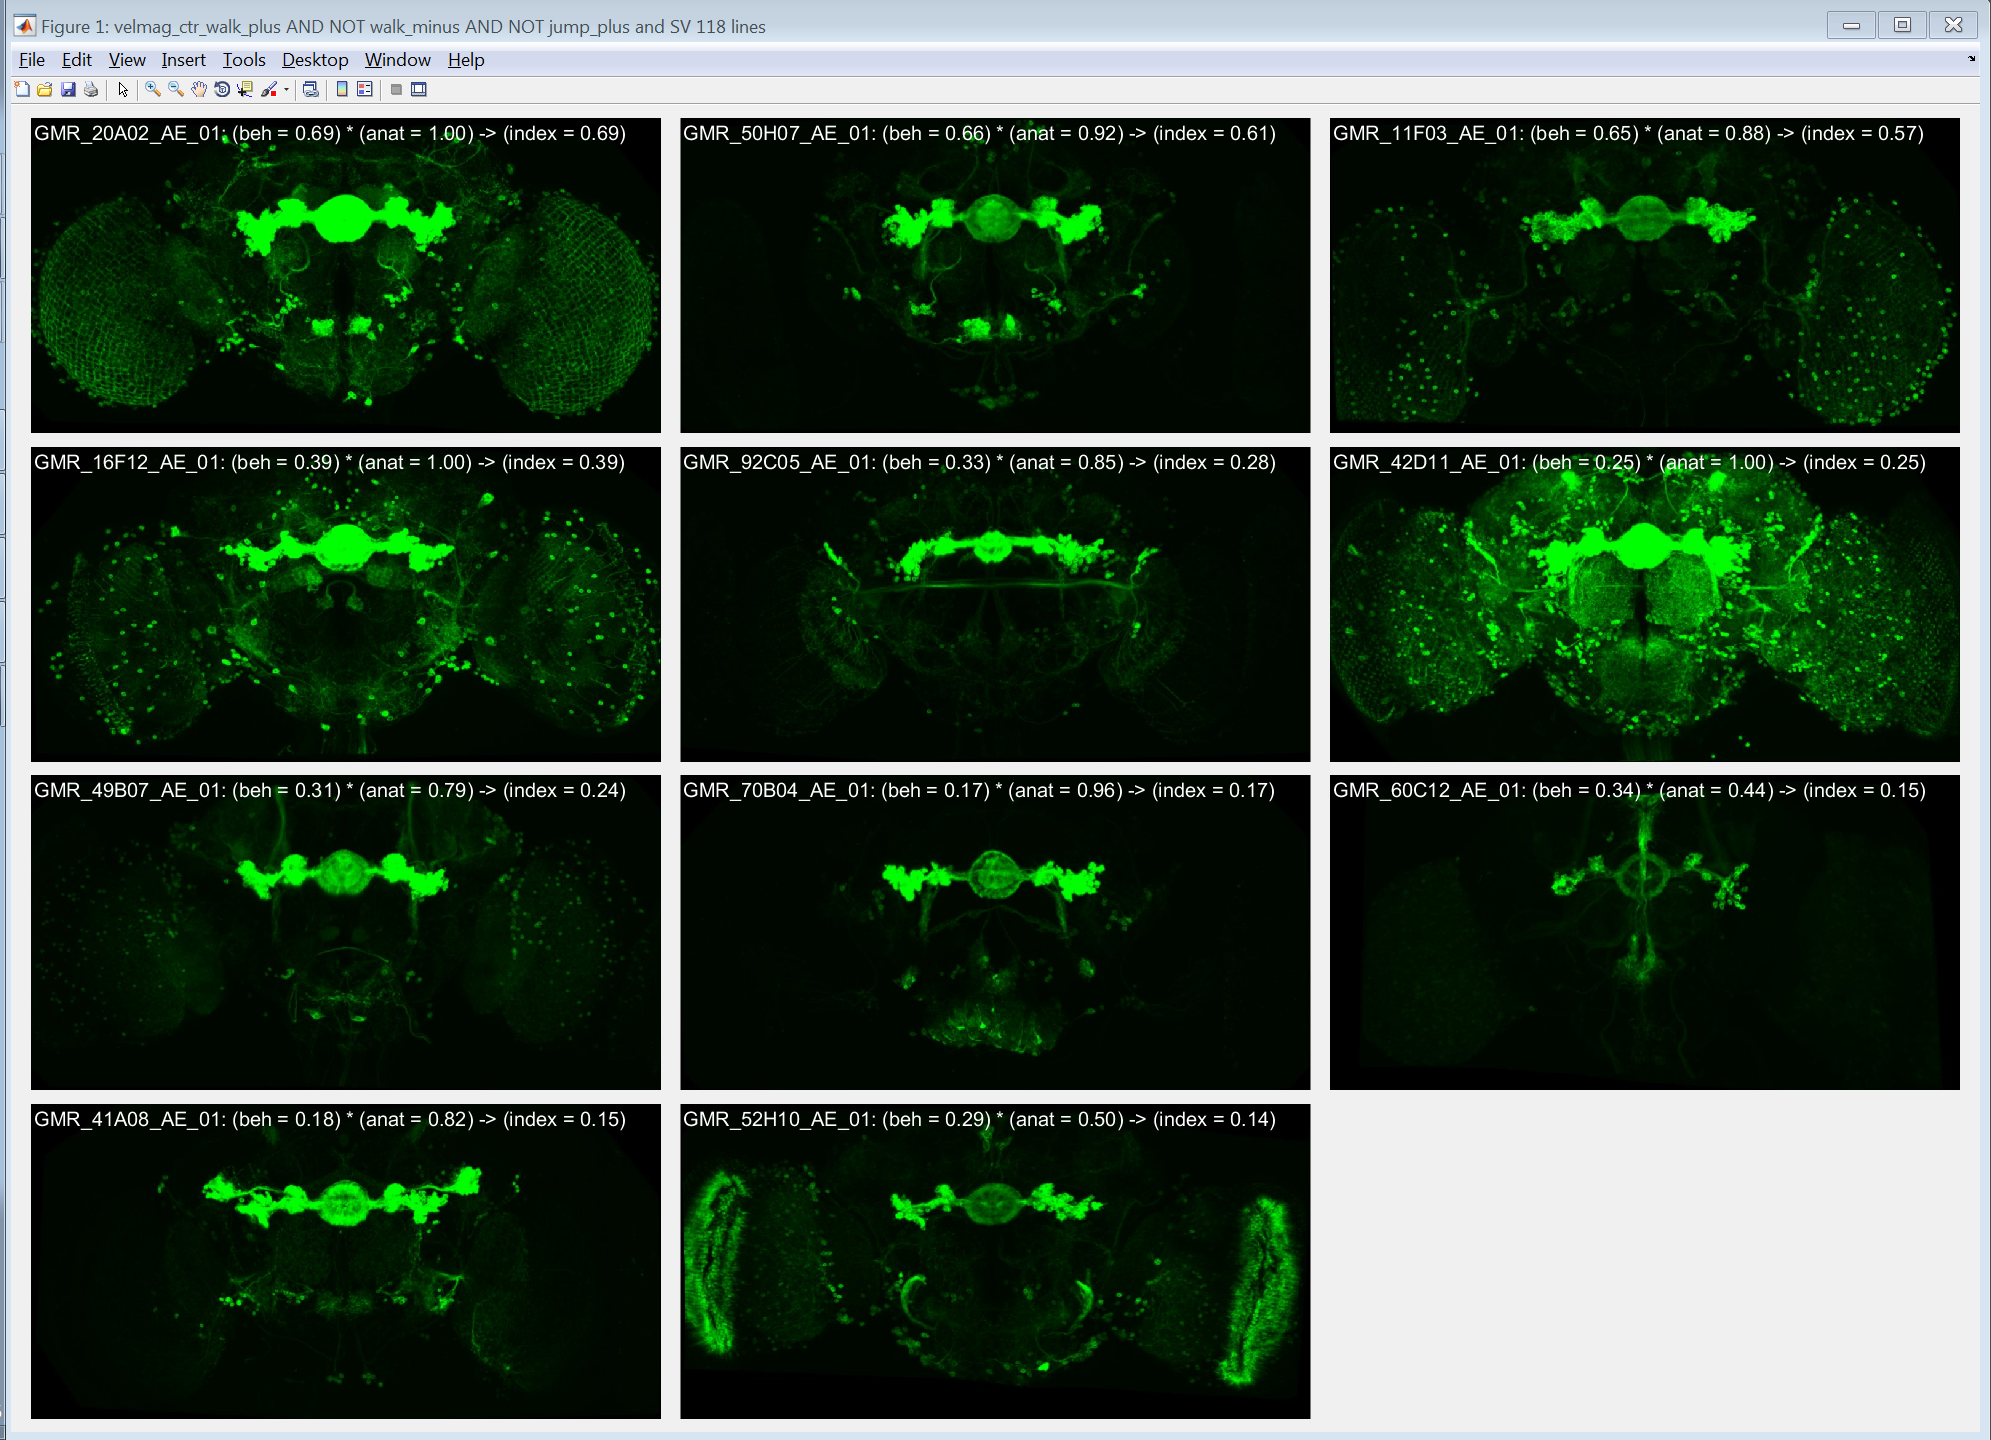 Figure 1: velmag_ctr_walk_plus AND NOT walk_minus AND NOT jump_plus and SV 118 lines
File Edit View Insert Tools Desktop Window Help
GMR_20A02_AE_01: (beh = 0.69) * (anat = 1.00) -> (index = 0.69)
GMR_50H07_AE_01: (beh = 0.66) * (anat = 0.92) -> (index = 0.61)
GMR_11F03_AE_01: (beh = 0.65) * (anat = 0.88) -> (index = 0.57)
GMR_16F12_AE_01: (beh = 0.39) * (anat = 1.00) -> (index = 0.39)
GMR_92C05_AE_01: (beh = 0.33) * (anat = 0.85) -> (index = 0.28)
GMR_42D11_AE_01: (beh = 0.25) * (anat = 1.00) -> (index = 0.25)
GMR_49B07_AE_01: (beh = 0.31) * (anat = 0.79) -> (index = 0.24)
GMR_70B04_AE_01: (beh = 0.17) * (anat = 0.96) -> (index = 0.17)
GMR_60C12_AE_01: (beh = 0.34) * (anat = 0.44) -> (index = 0.15)
GMR_41A08_AE_01: (beh = 0.18) * (anat = 0.82) -> (index = 0.15)
GMR_52H10_AE_01: (beh = 0.29) * (anat = 0.50) -> (index = 0.14)